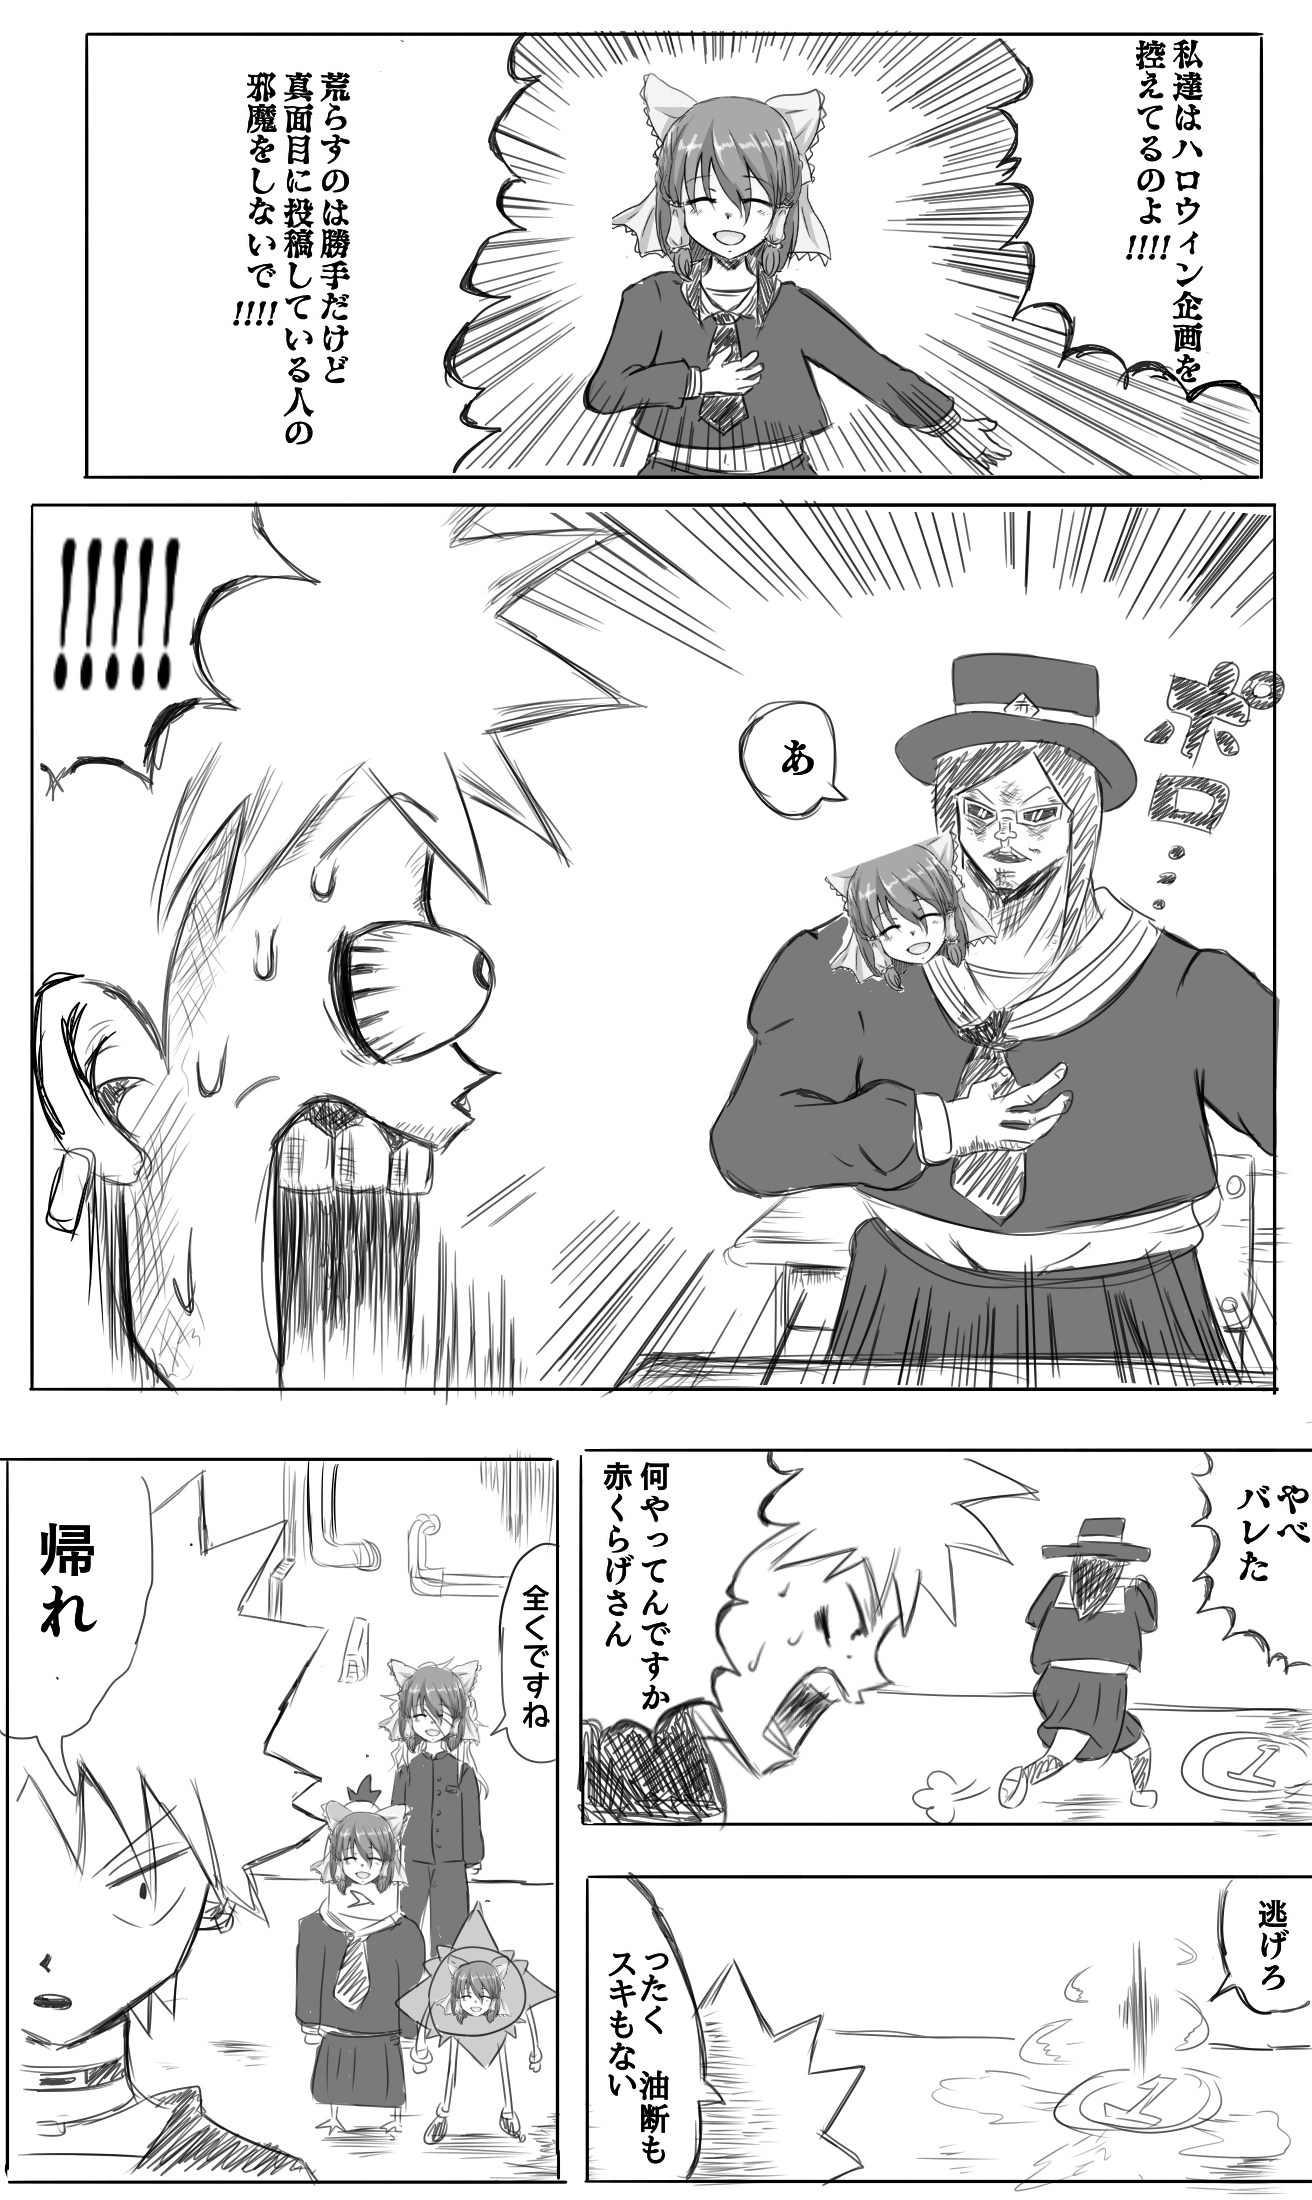 私達はハロウィン企画を
控えてるのよ!!!!
荒らすのは勝手だけど
真面目に投稿している人の
邪魔をしないで!!!!
ポロ…
あ
!!!!!
やべ
バレた
何やってんですか
赤くらげさん
1
逃げろ
1
ったく 油断も
スキもない
全くですね
帰れ